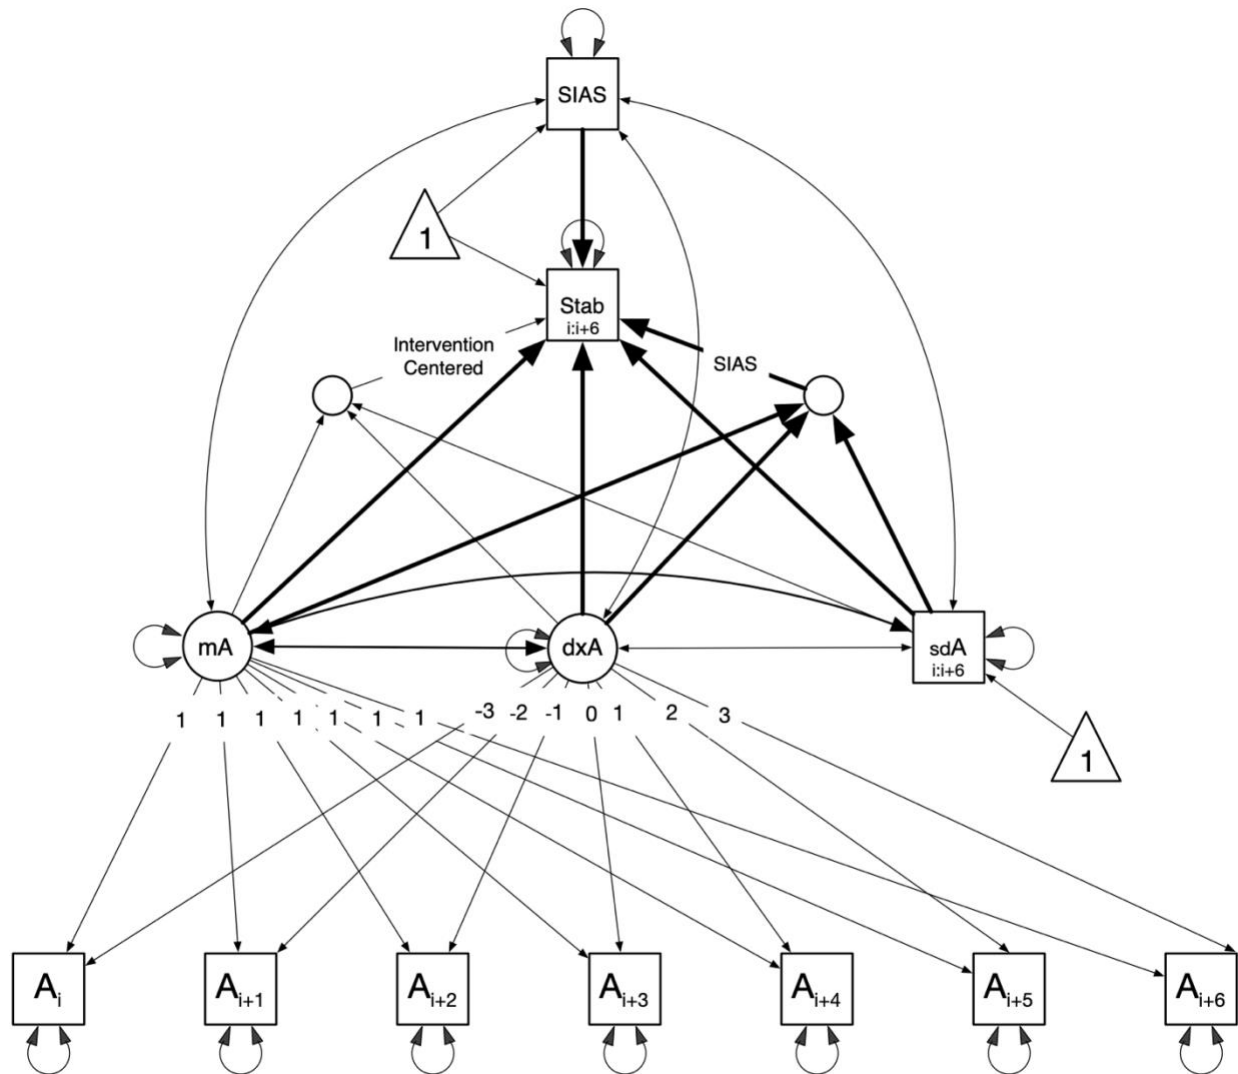 SIAS
1
Stab
i:i+6
Intervention
Centered
SIAS
mA
dxA
sdA
i:i+6
1 1 1 1 1 1 1 -3 -2 -1 0 1 2 3
1
Ai Ai+1 Ai+2 Ai+3 Ai+4 Ai+5 Ai+6